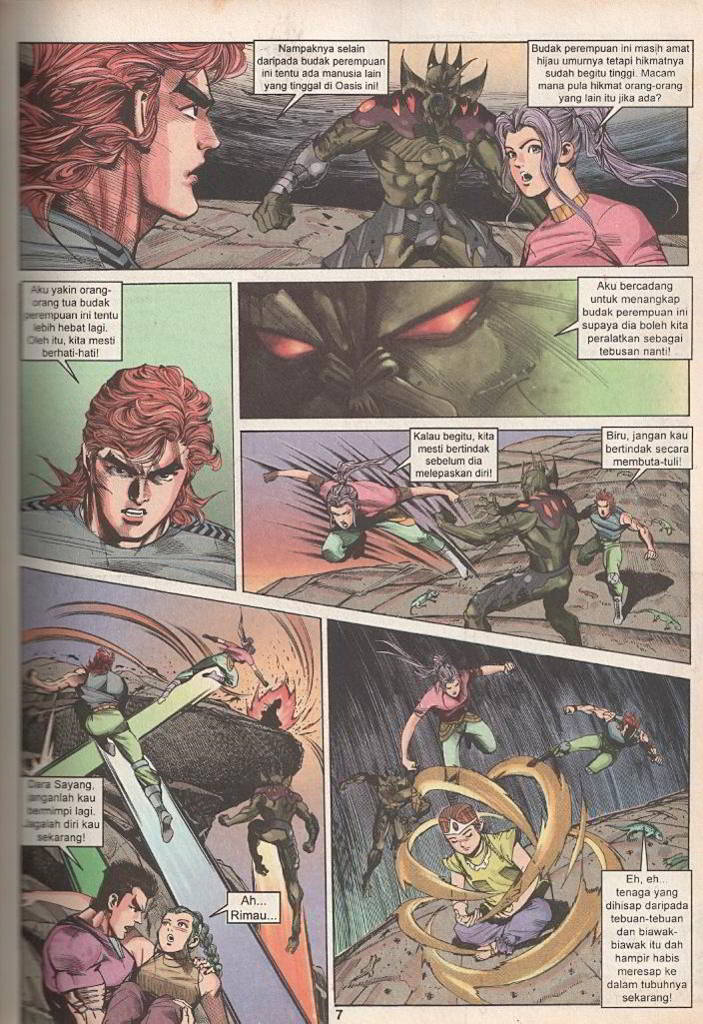 Nampaknya selain
daripada budak perempuan
ini tentu ada manusia lain
yang tinggal di Oasis ini!
Budak perempuan ini masih amat
hijau umurnya tetapi hikmatnya
sudah begitu tinggi. Macam
mana pula hikmat orang-orang
yang lain itu jika ada?
Aku yakin orang-
orang tua budak
perempuan ini tentu
lebih hebat lagi.
Oleh itu, kita mesti
berhati-hati!
Aku bercadang
untuk menangkap
budak perempuan ini
supaya dia boleh kita
peralatkan sebagai
tebusan nanti!
Kalau begitu, kita
mesti bertindak
sebelum dia
melepaskan diri!
Biru, jangan kau
bertindak secara
membuta-tuli!
Dara Sayang,
janganlah kau
bermimpi lagi.
Jagalah diri kau
sekarang!
Ah...
Rimau...
Eh, eh...
tenaga yang
dihisap daripada
tebuan-tebuan
dan biawak-
biawak itu dah
hampir habis
meresap ke
dalam tubuhnya
sekarang!
7